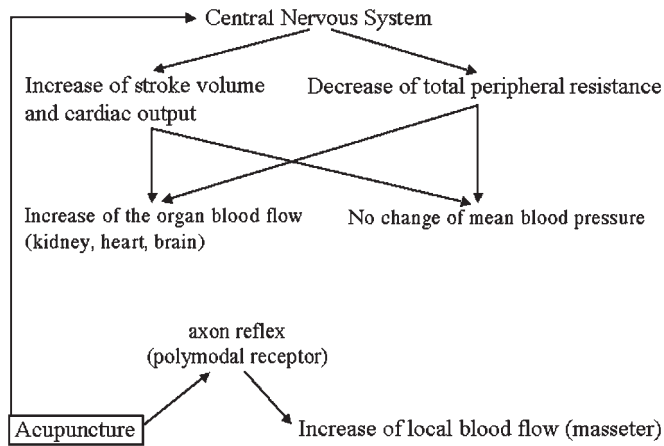 Central Nervous System
Increase of stroke volume
and cardiac output
Decrease of total peripheral resistance
Increase of the organ blood flow
(kidney, heart, brain)
No change of mean blood pressure
axon reflex
(polymodal receptor)
Acupuncture
Increase of local blood flow (masseter)